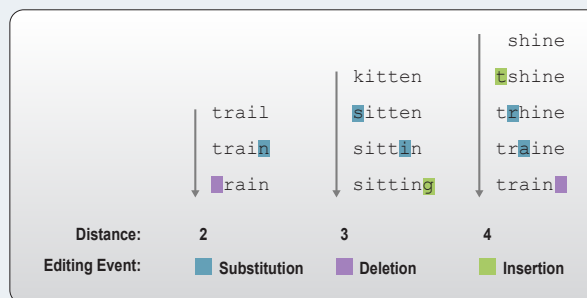 shine
kitten tshine
trail sitten trhine
train sittin traine
rain sitting train
Distance: 2 3 4
Editing Event: Substitution Deletion Insertion